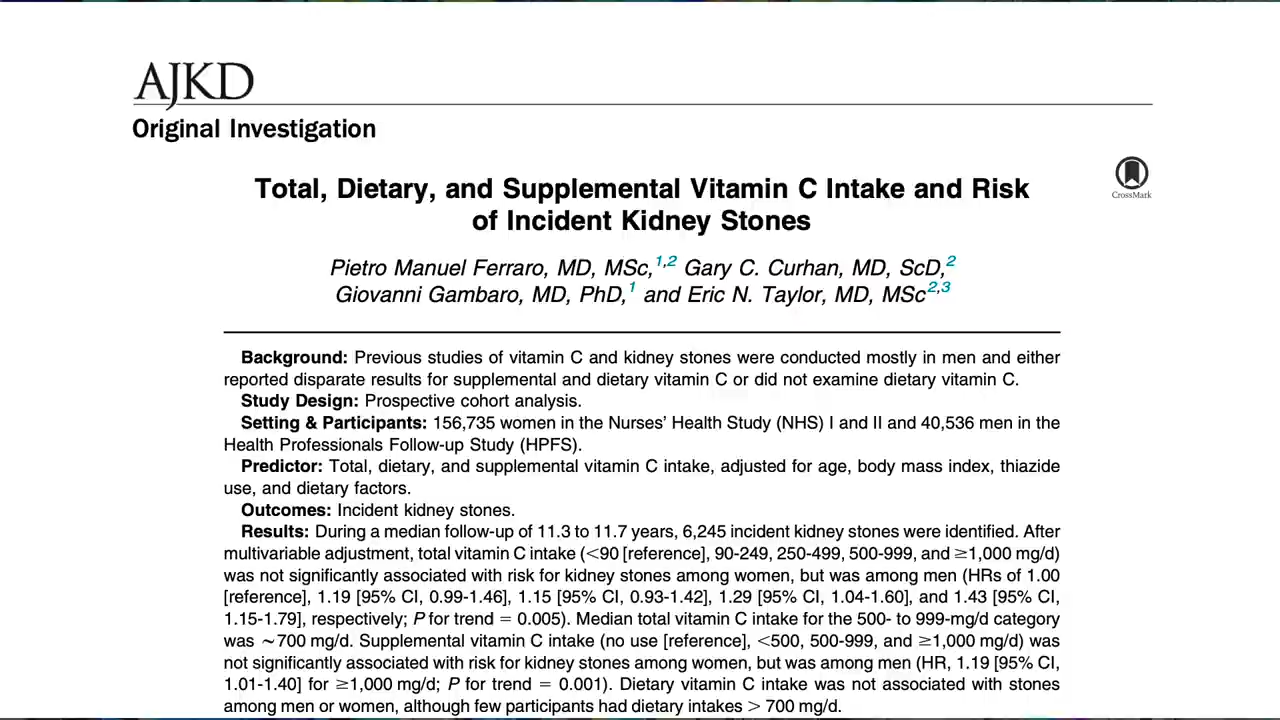 AJKD
Original Investigation
Total, Dietary, and Supplemental Vitamin C Intake and Risk
of Incident Kidney Stones
CrossMark
Pietro Manuel Ferraro, MD, MSc,1,2 Gary C. Curhan, MD, ScD,2
Giovanni Gambaro, MD, PhD,1 and Eric N. Taylor, MD, MSc2,3
Background: Previous studies of vitamin C and kidney stones were conducted mostly in men and either
reported disparate results for supplemental and dietary vitamin C or did not examine dietary vitamin C.
Study Design: Prospective cohort analysis.
Setting & Participants: 156,735 women in the Nurses' Health Study (NHS) I and II and 40,536 men in the
Health Professionals Follow-up Study (HPFS).
Predictor: Total, dietary, and supplemental vitamin C intake, adjusted for age, body mass index, thiazide
use, and dietary factors.
Outcomes: Incident kidney stones.
Results: During a median follow-up of 11.3 to 11.7 years, 6,245 incident kidney stones were identified. After
multivariable adjustment, total vitamin C intake (<90 [reference], 90-249, 250-499, 500-999, and ≥1,000 mg/d)
was not significantly associated with risk for kidney stones among women, but was among men (HRs of 1.00
[reference], 1.19 [95% CI, 0.99-1.46], 1.15 [95% CI, 0.93-1.42], 1.29 [95% CI, 1.04-1.60], and 1.43 [95% CI,
1.15-1.79], respectively; P for trend = 0.005). Median total vitamin C intake for the 500- to 999-mg/d category
was ~700 mg/d. Supplemental vitamin C intake (no use [reference], <500, 500-999, and ≥1,000 mg/d) was
not significantly associated with risk for kidney stones among women, but was among men (HR, 1.19 [95% CI,
1.01-1.40] for ≥1,000 mg/d; P for trend = 0.001). Dietary vitamin C intake was not associated with stones
among men or women, although few participants had dietary intakes > 700 mg/d.